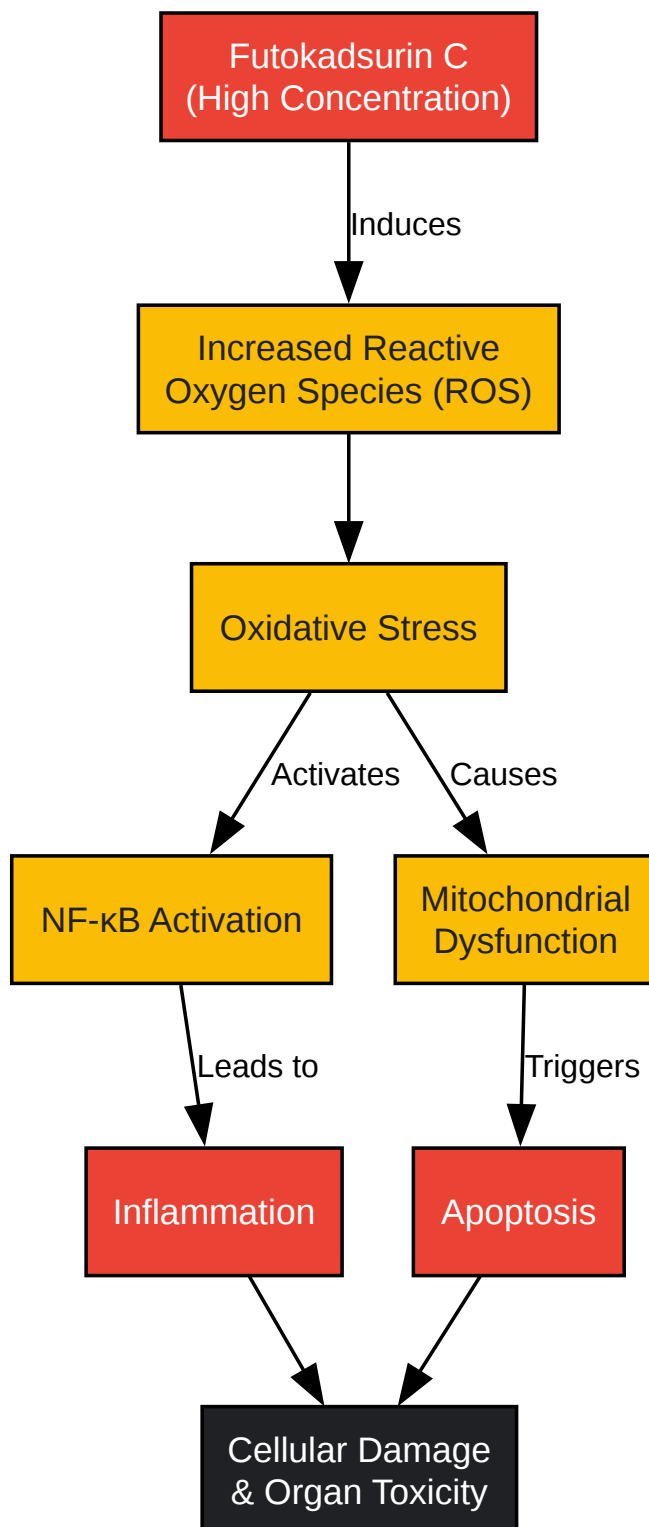 Futokadsurin C
(High Concentration)
Induces
Increased Reactive
Oxygen Species (ROS)
Oxidative Stress
Activates
Causes
NF-κB Activation
Mitochondrial
Dysfunction
Leads to
Triggers
Inflammation
Apoptosis
Cellular Damage
& Organ Toxicity